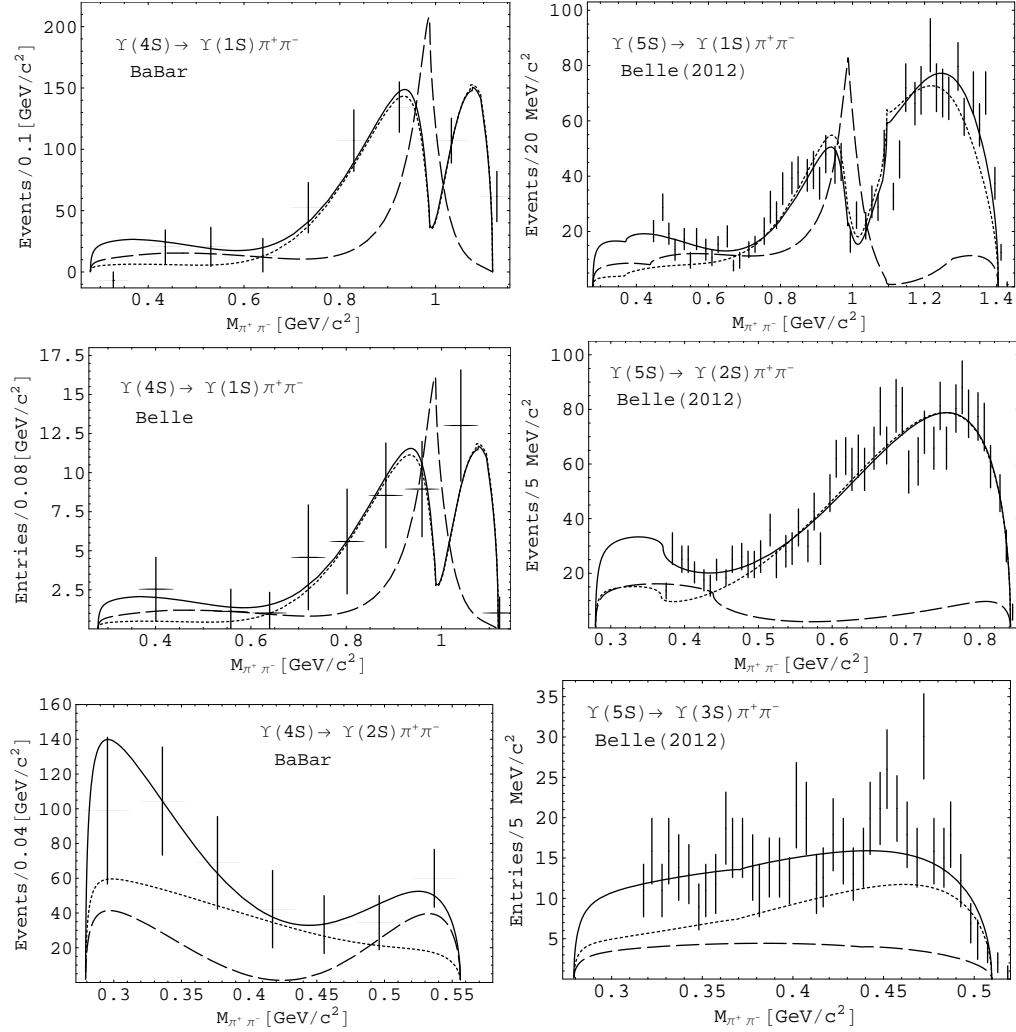 ϒ(4S)→ ϒ(1S)π⁺π⁻
BaBar
Events/0.1[GeV/c²]
200
150
100
50
0
0.4
0.6
0.8
1
M_{π⁺ π⁻}[GeV/c²]
ϒ(5S)→ ϒ(1S)π⁺π⁻
Belle(2012)
Events/20 MeV/c²
100
80
60
40
20
0.4
0.6
0.8
1
1.2
1.4
M_{π⁺ π⁻}[GeV/c²]
ϒ(4S)→ ϒ(1S)π⁺π⁻
Belle
Entries/0.08[GeV/c²]
17.5
15
12.5
10
7.5
5
2.5
0.4
0.6
0.8
1
M_{π⁺ π⁻}[GeV/c²]
ϒ(5S)→ ϒ(2S)π⁺π⁻
Belle(2012)
Events/5 MeV/c²
100
80
60
40
20
0.3
0.4
0.5
0.6
0.7
0.8
M_{π⁺ π⁻}[GeV/c²]
ϒ(4S)→ ϒ(2S)π⁺π⁻
BaBar
Events/0.04[GeV/c²]
160
140
120
100
80
60
40
20
0.3
0.35
0.4
0.45
0.5
0.55
M_{π⁺ π⁻}[GeV/c²]
ϒ(5S)→ ϒ(3S)π⁺π⁻
Belle(2012)
Entries/5 MeV/c²
35
30
25
20
15
10
5
0.3
0.35
0.4
0.45
0.5
M_{π⁺ π⁻}[GeV/c²]